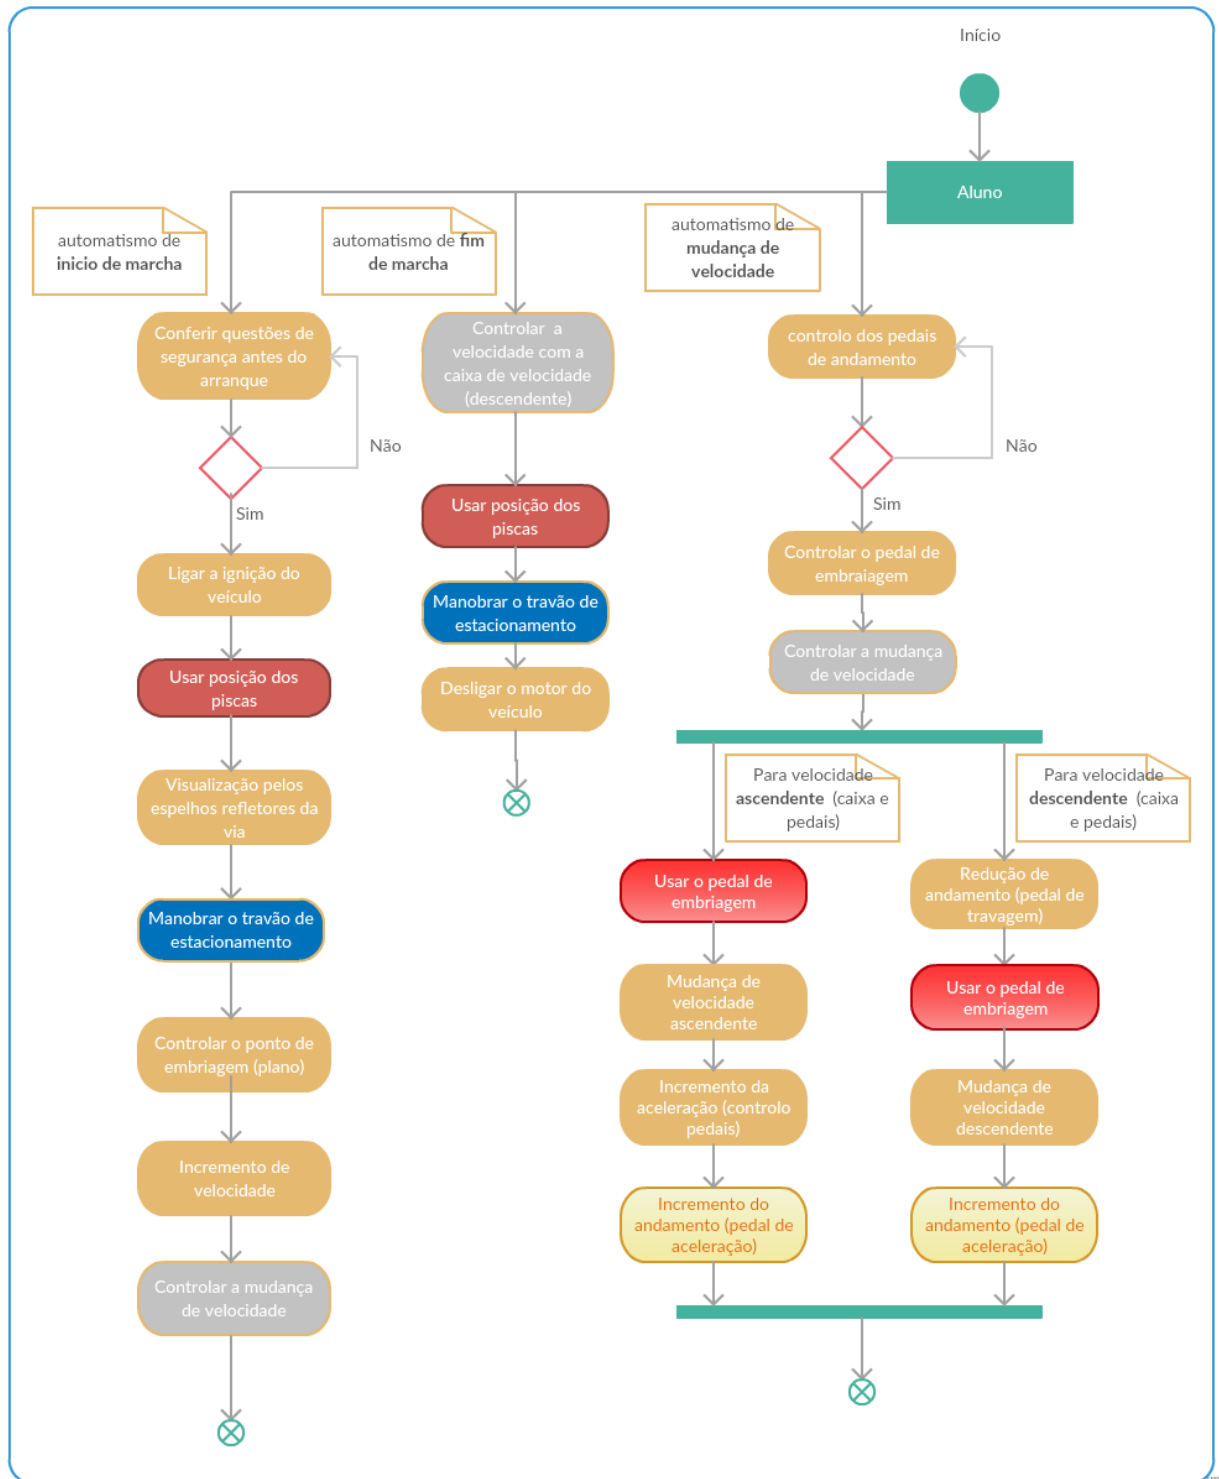 Início
Aluno
automatismo de
inicio de marcha
Conferir questões de
segurança antes do
arranque
Não
Sim
Ligar a ignição do
veículo
Usar posição dos
piscas
Visualização pelos
espelhos refletores da
via
Manobrar o travão de
estacionamento
Controlar o ponto de
embriagem (plano)
Incremento de
velocidade
Controlar a mudança
de velocidade
automatismo de fim
de marcha
Controlar a
velocidade com a
caixa de velocidade
(descendente)
Usar posição dos
piscas
Manobrar o travão de
estacionamento
Desligar o motor do
veículo
automatismo de
mudança de
velocidade
controlo dos pedais
de andamento
Não
Sim
Controlar o pedal de
embraiagem
Controlar a mudança
de velocidade
Para velocidade
ascendente (caixa e
pedais)
Usar o pedal de
embriagem
Mudança de
velocidade
ascendente
Incremento da
aceleração (controlo
pedais)
Incremento do
andamento (pedal de
aceleração)
Para velocidade
descendente (caixa
e pedais)
Redução de
andamento (pedal de
travagem)
Usar o pedal de
embriagem
Mudança de
velocidade
descendente
Incremento do
andamento (pedal de
aceleração)